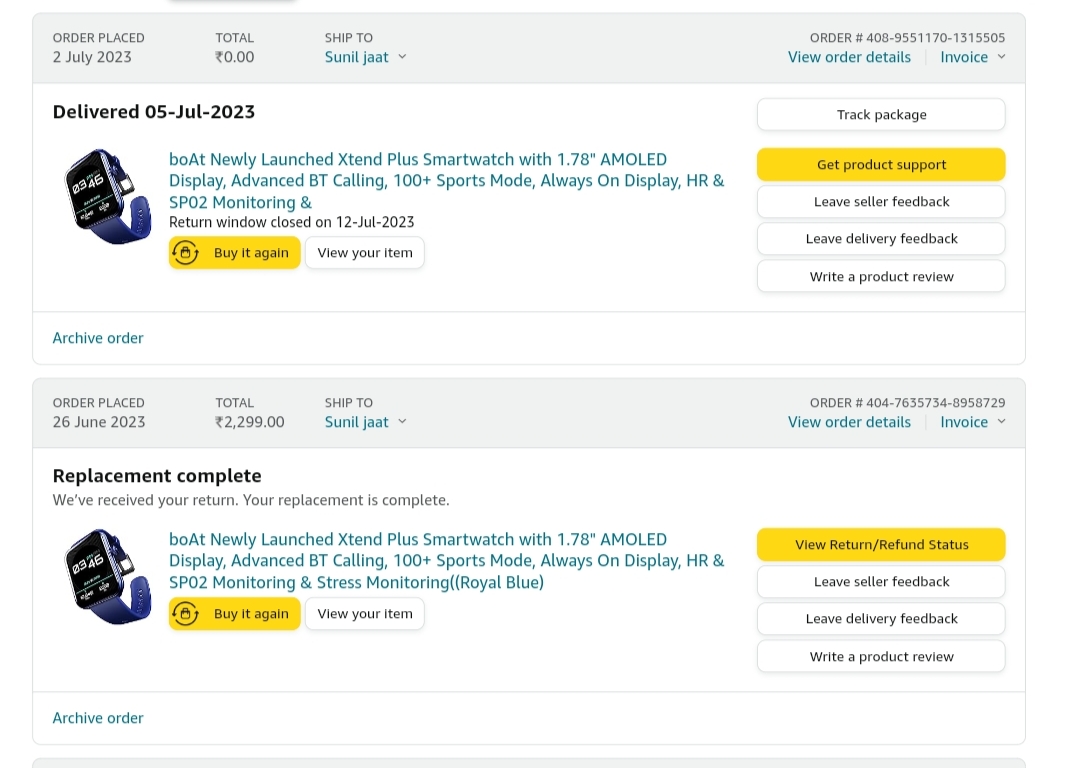 ORDER PLACED TOTAL SHIP TO ORDER # 408-9551170-1315505
2 July 2023 ₹0.00 Sunil jaat View order details Invoice
Delivered 05-Jul-2023
Track package
boAt Newly Launched Xtend Plus Smartwatch with 1.78" AMOLED
Display, Advanced BT Calling, 100+ Sports Mode, Always On Display, HR &
SP02 Monitoring &
Return window closed on 12-Jul-2023
Buy it again View your item
Get product support
Leave seller feedback
Leave delivery feedback
Write a product review
03:46
Archive order
ORDER PLACED TOTAL SHIP TO ORDER # 404-7635734-8958729
26 June 2023 ₹2,299.00 Sunil jaat View order details Invoice
Replacement complete
We've received your return. Your replacement is complete.
boAt Newly Launched Xtend Plus Smartwatch with 1.78" AMOLED
Display, Advanced BT Calling, 100+ Sports Mode, Always On Display, HR &
SP02 Monitoring & Stress Monitoring((Royal Blue)
Buy it again View your item
View Return/Refund Status
Leave seller feedback
Leave delivery feedback
Write a product review
03:46
Archive order